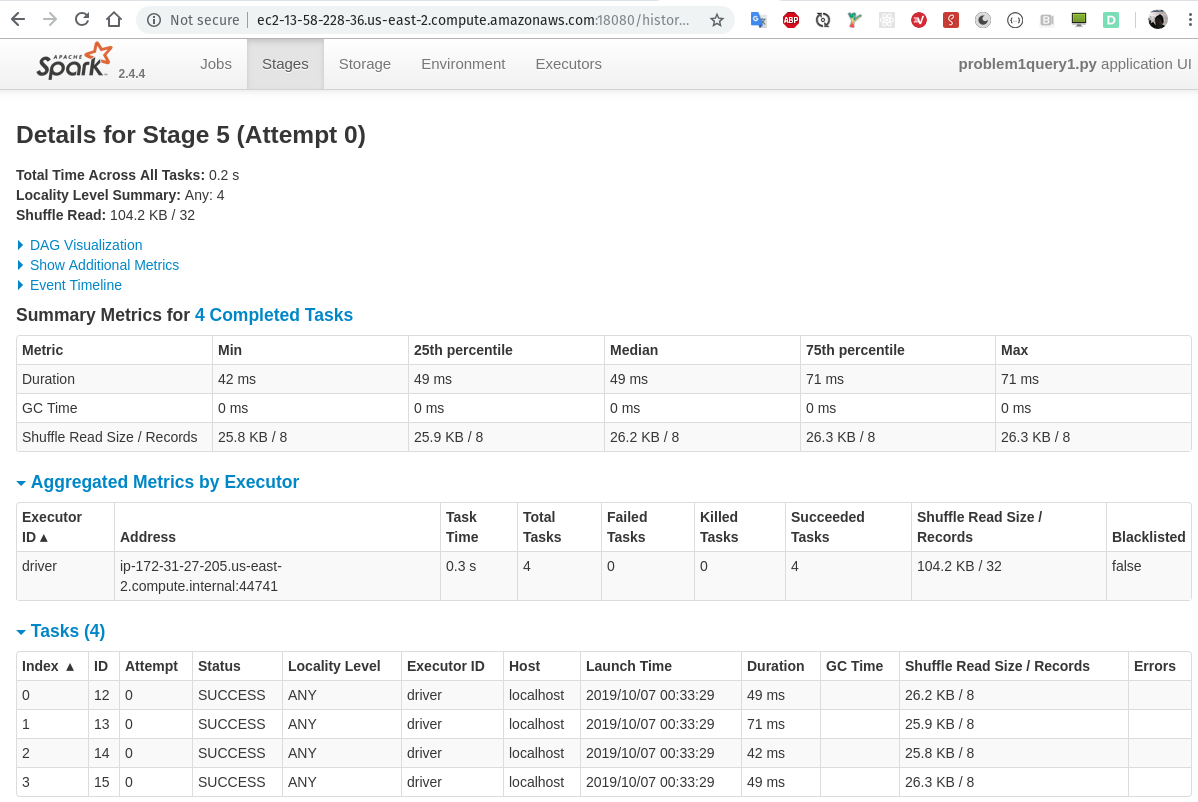 Not secure | ec2-13-58-228-36.us-east-2.compute.amazonaws.com:18080/histor...
APACHE Spark 2.4.4 Jobs Stages Storage Environment Executors problem1query1.py application UI
Details for Stage 5 (Attempt 0)
Total Time Across All Tasks: 0.2 s
Locality Level Summary: Any: 4
Shuffle Read: 104.2 KB / 32
DAG Visualization
Show Additional Metrics
Event Timeline
Summary Metrics for 4 Completed Tasks
Metric Min 25th percentile Median 75th percentile Max
Duration 42 ms 49 ms 49 ms 71 ms 71 ms
GC Time 0 ms 0 ms 0 ms 0 ms 0 ms
Shuffle Read Size / Records 25.8 KB / 8 25.9 KB / 8 26.2 KB / 8 26.3 KB / 8 26.3 KB / 8
Aggregated Metrics by Executor
Executor ID ▲ Address Task Time Total Tasks Failed Tasks Killed Tasks Succeeded Tasks Shuffle Read Size / Records Blacklisted
driver ip-172-31-27-205.us-east-2.compute.internal:44741 0.3 s 4 0 0 4 104.2 KB / 32 false
Tasks (4)
Index ▲ ID Attempt Status Locality Level Executor ID Host Launch Time Duration GC Time Shuffle Read Size / Records Errors
0 12 0 SUCCESS ANY driver localhost 2019/10/07 00:33:29 49 ms 26.2 KB / 8
1 13 0 SUCCESS ANY driver localhost 2019/10/07 00:33:29 71 ms 25.9 KB / 8
2 14 0 SUCCESS ANY driver localhost 2019/10/07 00:33:29 42 ms 25.8 KB / 8
3 15 0 SUCCESS ANY driver localhost 2019/10/07 00:33:29 49 ms 26.3 KB / 8